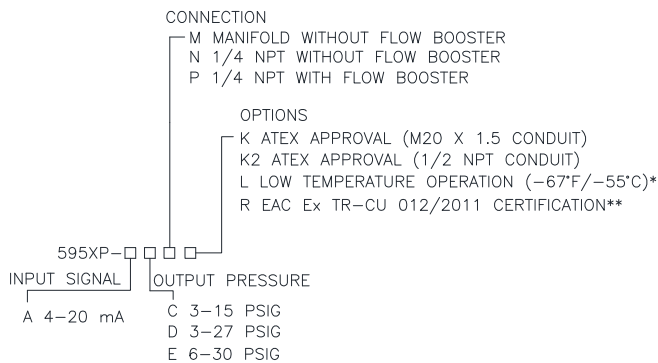 CONNECTION
M MANIFOLD WITHOUT FLOW BOOSTER
N 1/4 NPT WITHOUT FLOW BOOSTER
P 1/4 NPT WITH FLOW BOOSTER
OPTIONS
K ATEX APPROVAL (M20 X 1.5 CONDUIT)
K2 ATEX APPROVAL (1/2 NPT CONDUIT)
L LOW TEMPERATURE OPERATION (-67°F/-55°C)*
R EAC Ex TR-CU 012/2011 CERTIFICATION**
595XP-
INPUT SIGNAL
A 4-20 mA
OUTPUT PRESSURE
C 3-15 PSIG
D 3-27 PSIG
E 6-30 PSIG